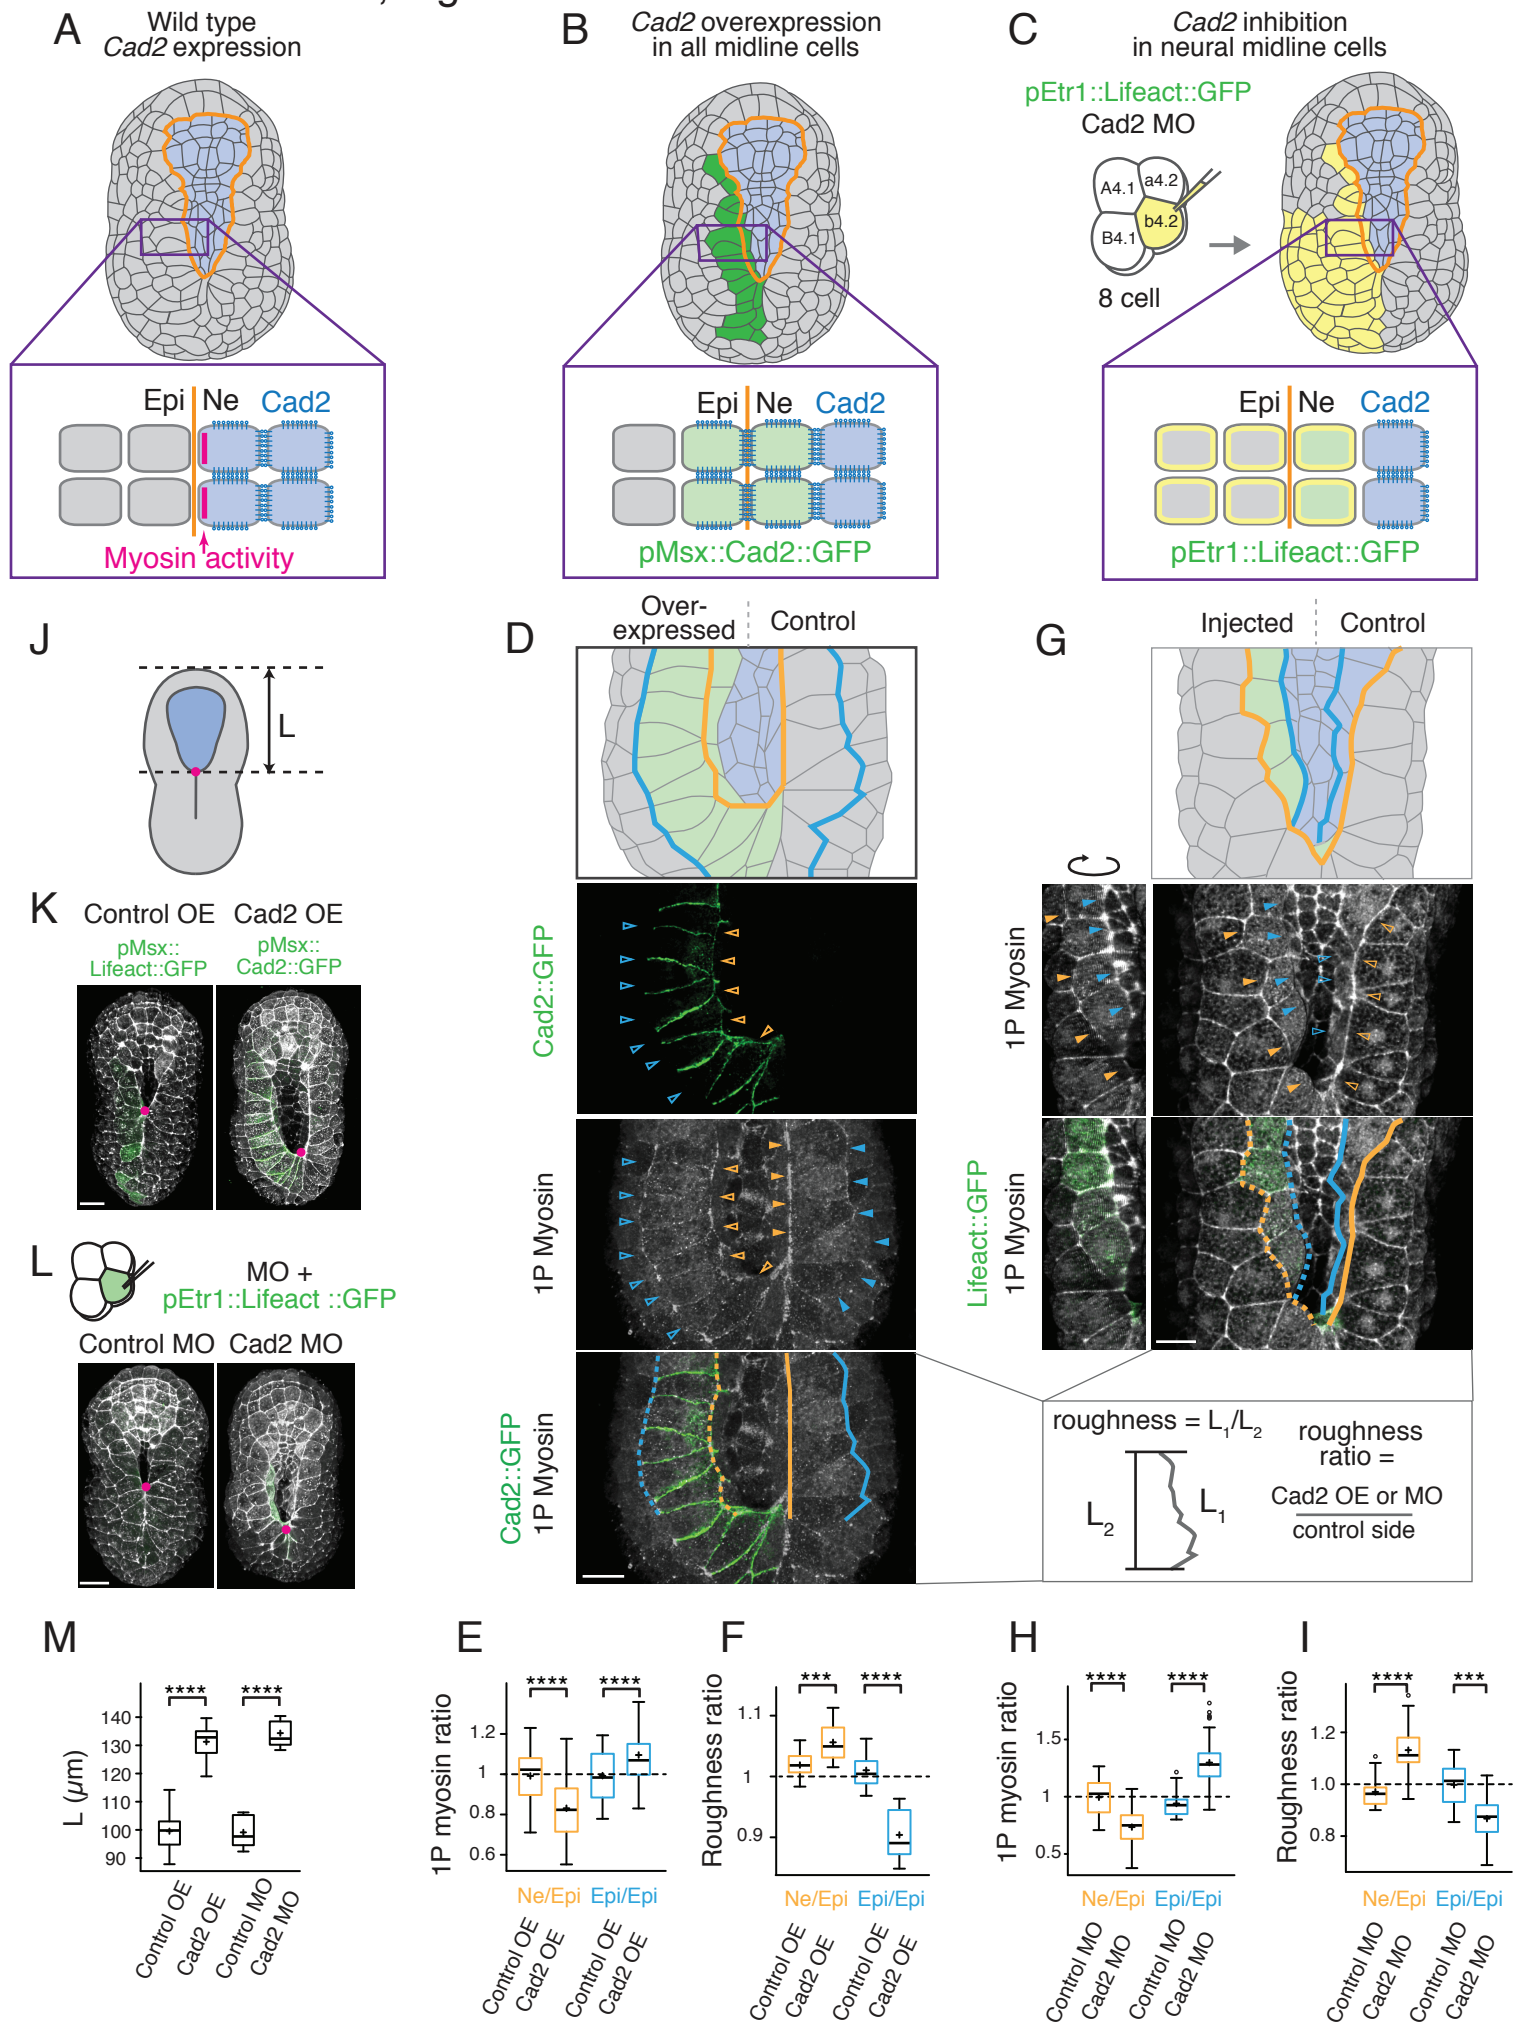 A
Wild type
Cad2 expression
Epi
Ne
Cad2
Myosin activity
B
Cad2 overexpression
in all midline cells
Epi
Ne
Cad2
pMsx::Cad2::GFP
C
Cad2 inhibition
in neural midline cells
pEtr1::Lifeact::GFP
Cad2 MO
A4.1
a4.2
b4.2
B4.1
8 cell
Epi
Ne
Cad2
pEtr1::Lifeact::GFP
J
L
K
Control OE
Cad2 OE
pMsx::
Lifeact::GFP
pMsx::
Cad2::GFP
L
MO +
pEtr1::Lifeact ::GFP
Control MO
Cad2 MO
D
Over-
expressed
Control
Cad2::GFP
1P Myosin
Cad2::GFP
1P Myosin
G
Injected
Control
1P Myosin
Lifeact::GFP
1P Myosin
roughness = L1/L2
L2
L1
roughness
ratio =
Cad2 OE or MO
control side
M
L (µm)
140
130
120
110
100
90
****
****
Control OE
Cad2 OE
Control MO
Cad2 MO
E
1P myosin ratio
1.2
1
0.8
0.6
****
****
Ne/Epi
Epi/Epi
Control OE
Cad2 OE
Control OE
Cad2 OE
F
Roughness ratio
1.1
1
0.9
***
****
Ne/Epi
Epi/Epi
Control OE
Cad2 OE
Control OE
Cad2 OE
H
1P myosin ratio
1.5
1
0.5
****
****
Ne/Epi
Epi/Epi
Control MO
Cad2 MO
Control MO
Cad2 MO
I
Roughness ratio
1.2
1.0
0.8
****
***
Ne/Epi
Epi/Epi
Control MO
Cad2 MO
Control MO
Cad2 MO